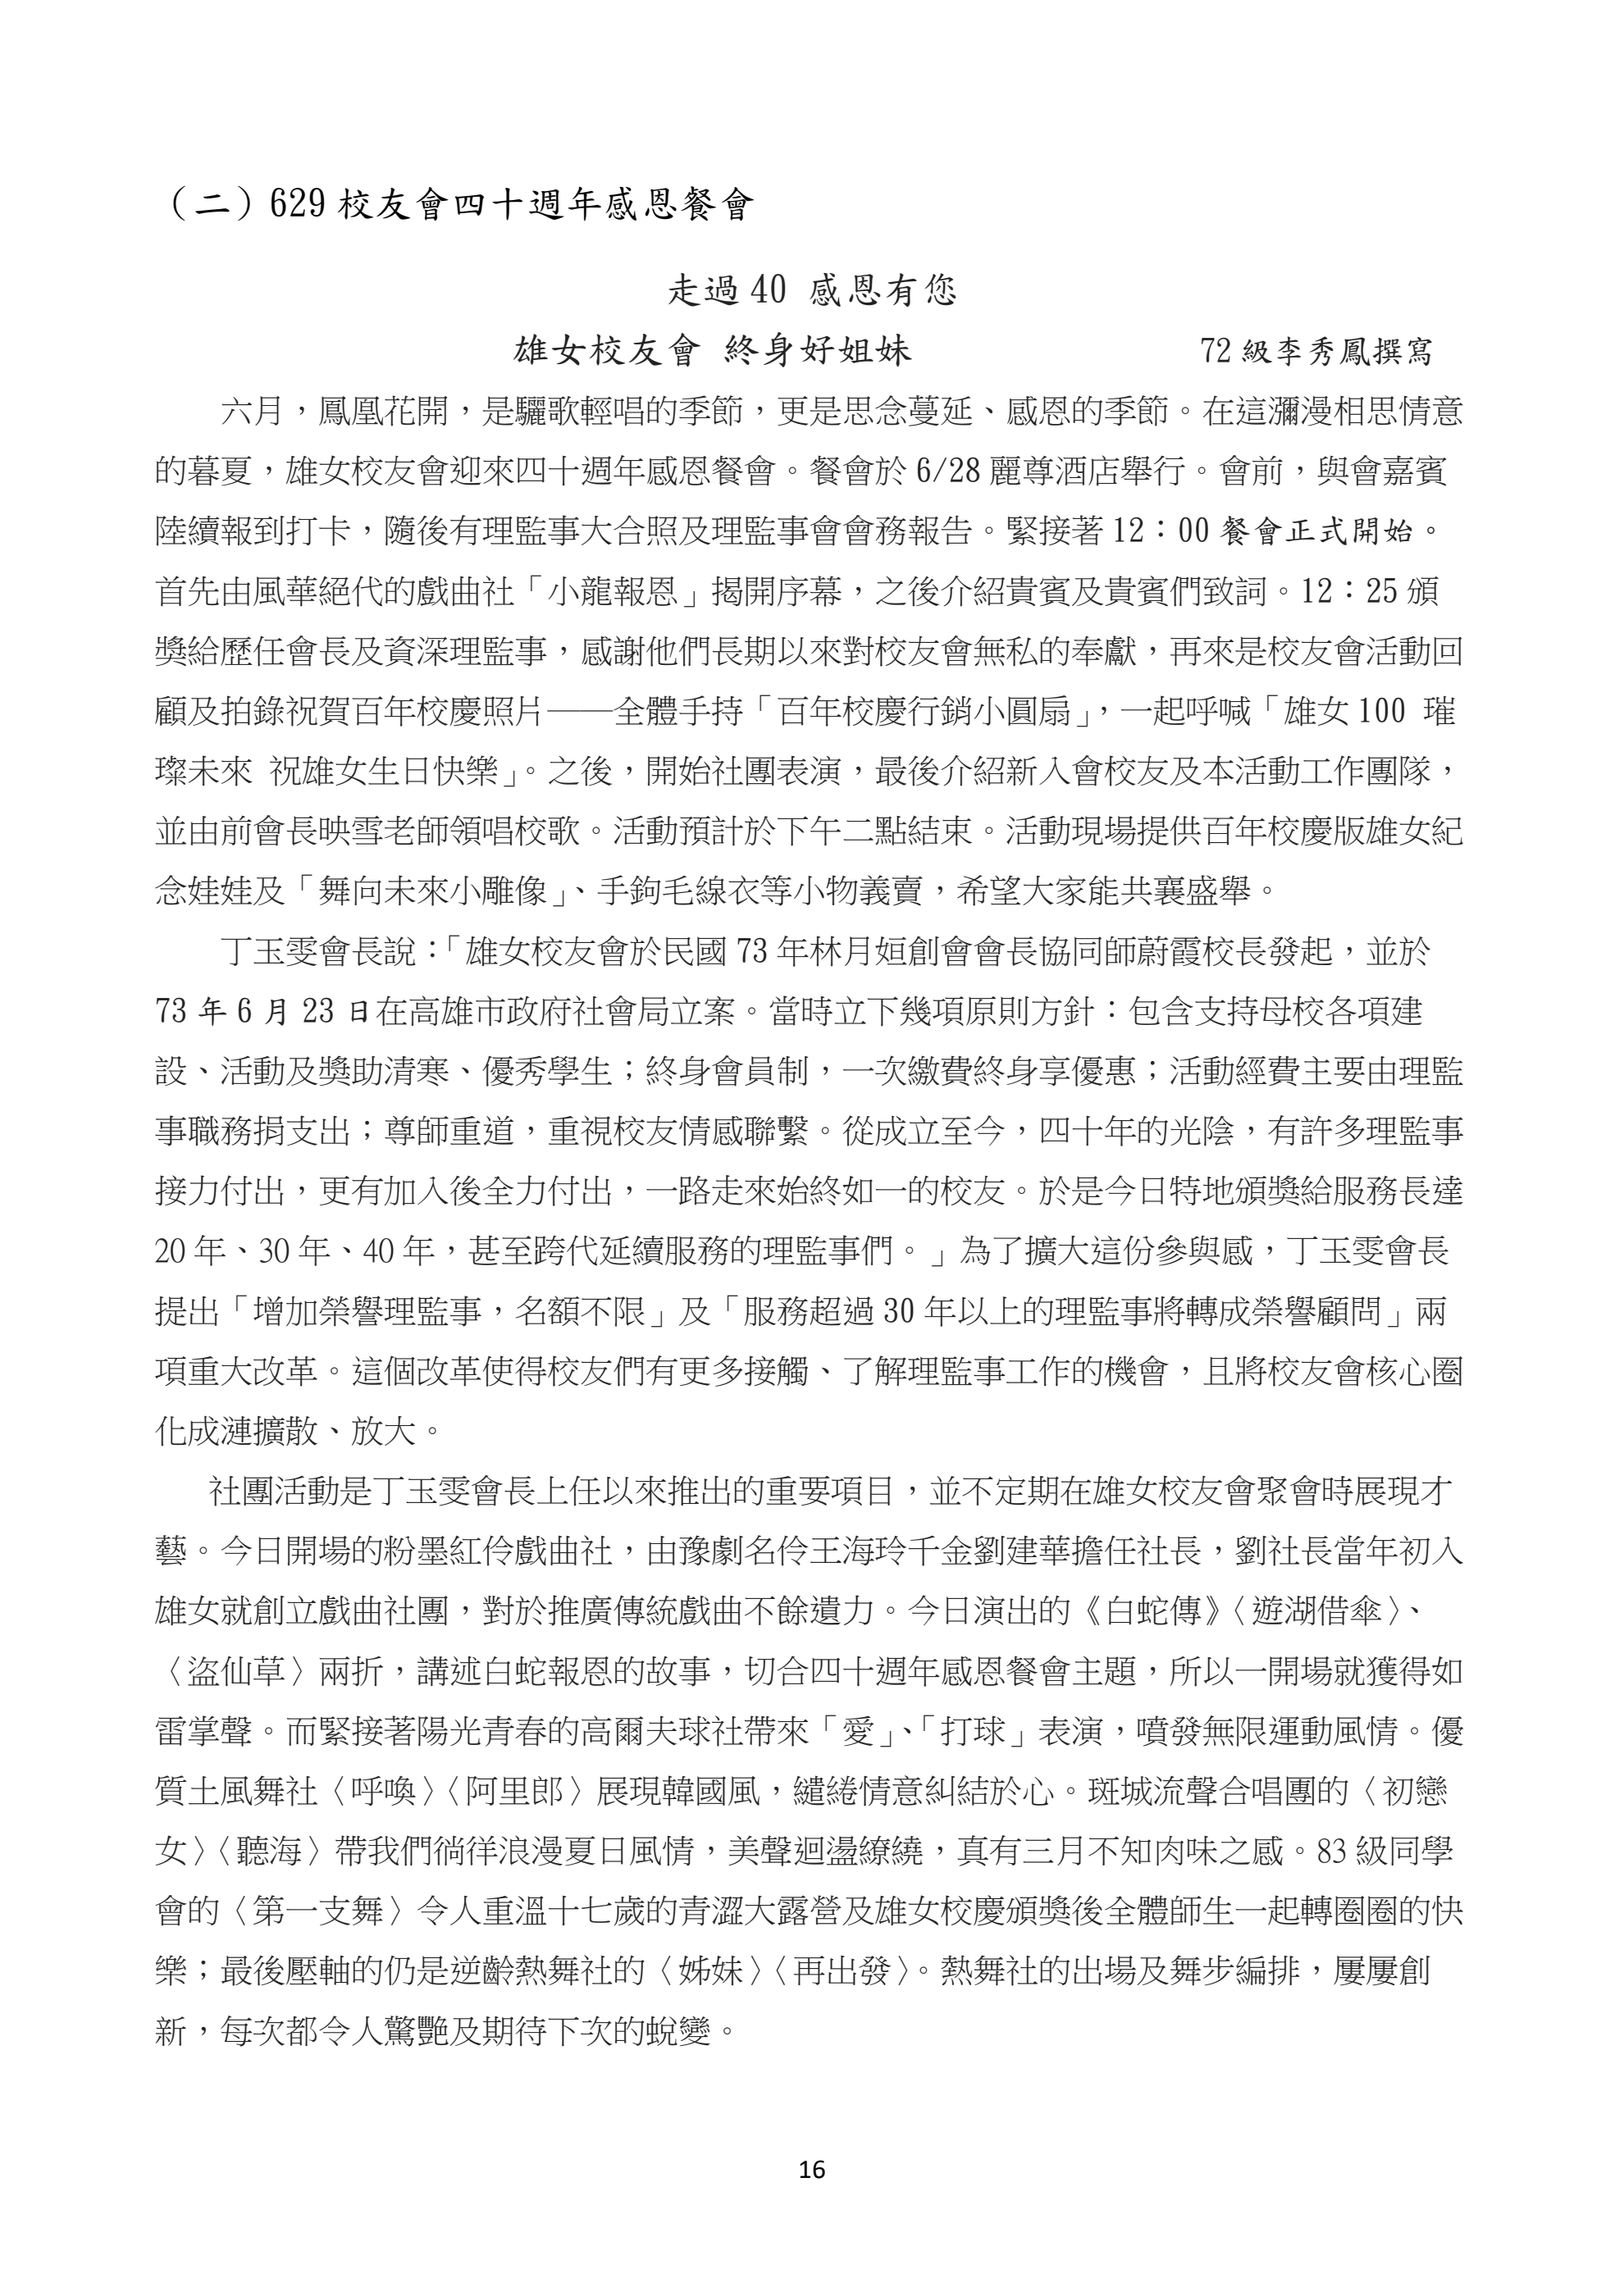 （二）629 校友會四十週年感恩餐會
走過 40 感恩有您
雄女校友會 終身好姐妹 72 級李秀鳳撰寫
六月，鳳凰花開，是驪歌輕唱的季節，更是思念蔓延、感恩的季節。在這瀰漫相思情意
的暮夏，雄女校友會迎來四十週年感恩餐會。餐會於 6/28 麗尊酒店舉行。會前，與會嘉賓
陸續報到打卡，隨後有理監事大合照及理監事會會務報告。緊接著 12：00 餐會正式開始。
首先由風華絕代的戲曲社「小龍報恩」揭開序幕，之後介紹貴賓及貴賓們致詞。12：25 頒
獎給歷任會長及資深理監事，感謝他們長期以來對校友會無私的奉獻，再來是校友會活動回
顧及拍錄祝賀百年校慶照片──全體手持「百年校慶行銷小圓扇」，一起呼喊「雄女 100 璀
璨未來 祝雄女生日快樂」。之後，開始社團表演，最後介紹新入會校友及本活動工作團隊，
並由前會長映雪老師領唱校歌。活動預計於下午二點結束。活動現場提供百年校慶版雄女紀
念娃娃及「舞向未來小雕像」、手鉤毛線衣等小物義賣，希望大家能共襄盛舉。
丁玉雯會長說：「雄女校友會於民國 73 年林月短創會會長協同師蔚霞校長發起，並於
73 年 6 月 23 日在高雄市政府社會局立案。當時立下幾項原則方針：包含支持母校各項建
設、活動及獎助清寒、優秀學生；終身會員制，一次繳費終身享優惠；活動經費主要由理監
事職務捐支出；尊師重道，重視校友情感聯繫。從成立至今，四十年的光陰，有許多理監事
接力付出，更有加入後全力付出，一路走來始終如一的校友。於是今日特地頒獎給服務長達
20 年、30 年、40 年，甚至跨代延續服務的理監事們。」為了擴大這份參與感，丁玉雯會長
提出「增加榮譽理監事，名額不限」及「服務超過 30 年以上的理監事將轉成榮譽顧問」兩
項重大改革。這個改革使得校友們有更多接觸、了解理監事工作的機會，且將校友會核心圈
化成漣擴散、放大。
社團活動是丁玉雯會長上任以來推出的重要項目，並不定期在雄女校友會聚會時展現才
藝。今日開場的粉墨紅伶戲曲社，由豫劇名伶王海玲千金劉建華擔任社長，劉社長當年初入
雄女就創立戲曲社團，對於推廣傳統戲曲不餘遺力。今日演出的《白蛇傳》〈遊湖借傘〉、
〈盜仙草〉兩折，講述白蛇報恩的故事，切合四十週年感恩餐會主題，所以一開場就獲得如
雷掌聲。而緊接著陽光青春的高爾夫球社帶來「愛」、「打球」表演，噴發無限運動風情。優
質土風舞社〈呼喚〉〈阿里郎〉展現韓國風，繾綣情意糾結於心。斑城流聲合唱團的〈初戀
女〉〈聽海〉帶我們徜徉浪漫夏日風情，美聲迴盪繚繞，真有三月不知肉味之感。83 級同學
會的〈第一支舞〉令人重溫十七歲的青澀大露營及雄女校慶頒獎後全體師生一起轉圈圈的快
樂；最後壓軸的仍是逆齡熱舞社的〈姊妹〉〈再出發〉。熱舞社的出場及舞步編排，屢屢創
新，每次都令人驚艷及期待下次的蛻變。
16